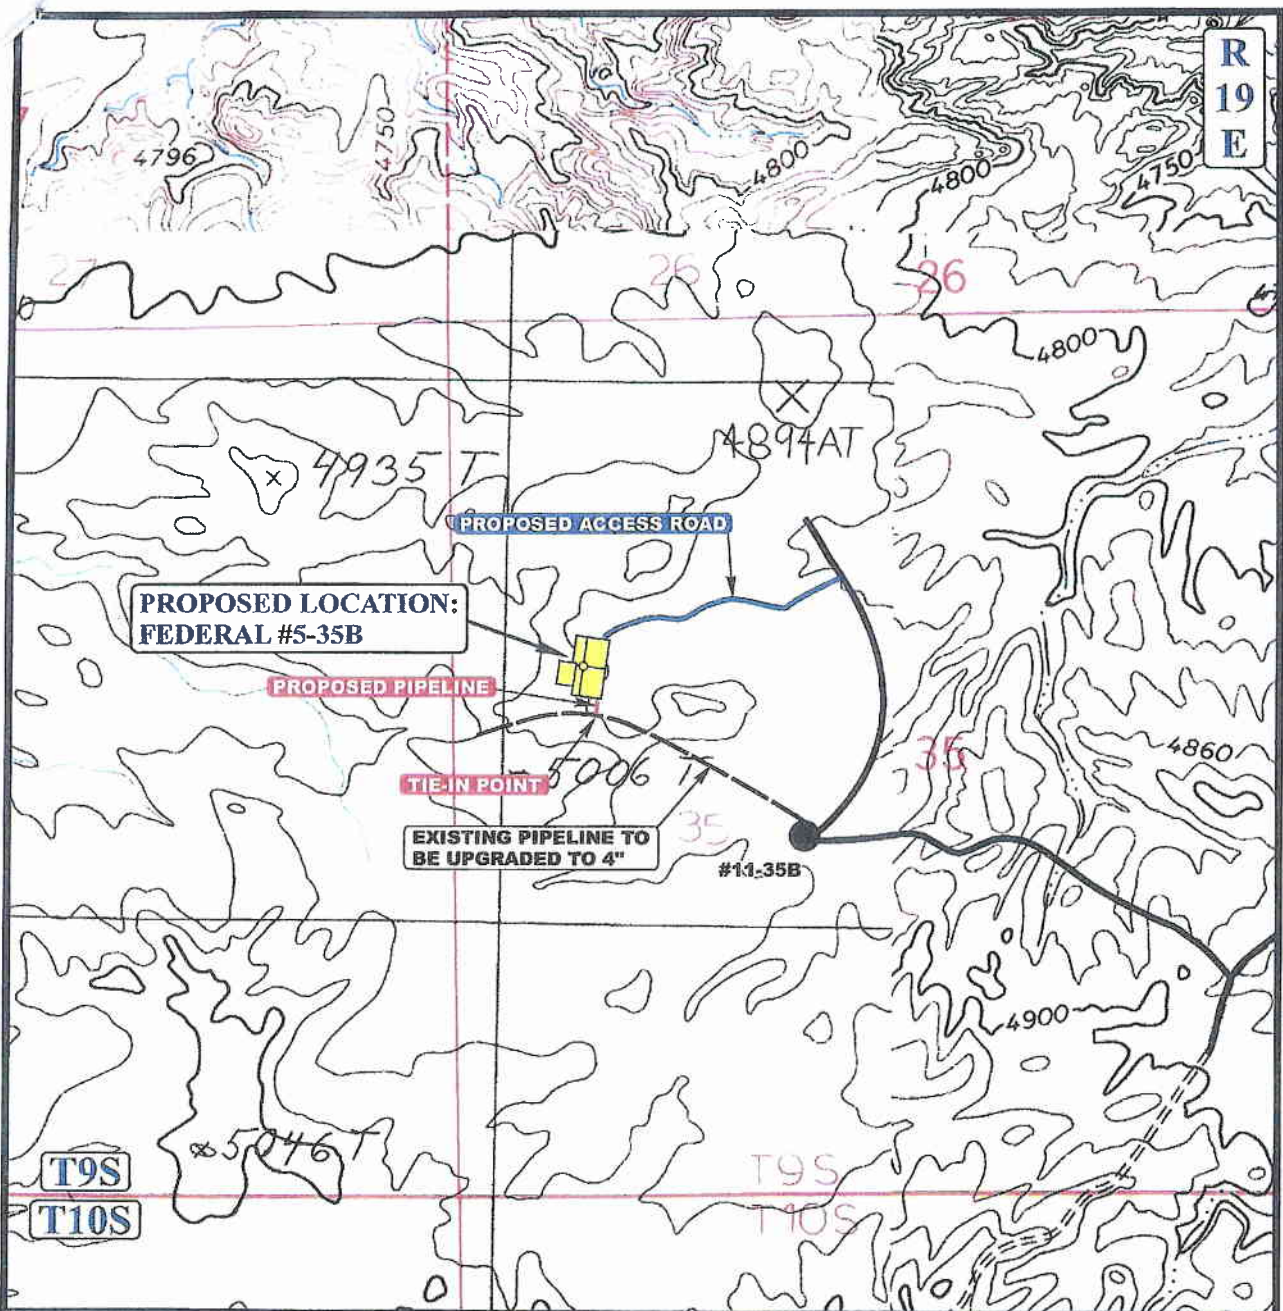 R
19
E
4796
4750
4800
4800
4750
27
26
26
4800
4894AT
4935 T
PROPOSED ACCESS ROAD
PROPOSED LOCATION:
FEDERAL #5-35B
PROPOSED PIPELINE
35
4860
5006 T
TIE-IN POINT
35
EXISTING PIPELINE TO
BE UPGRADED TO 4"
#11-35B
4900
5046 T
T9S
T9S
T10S
T10S